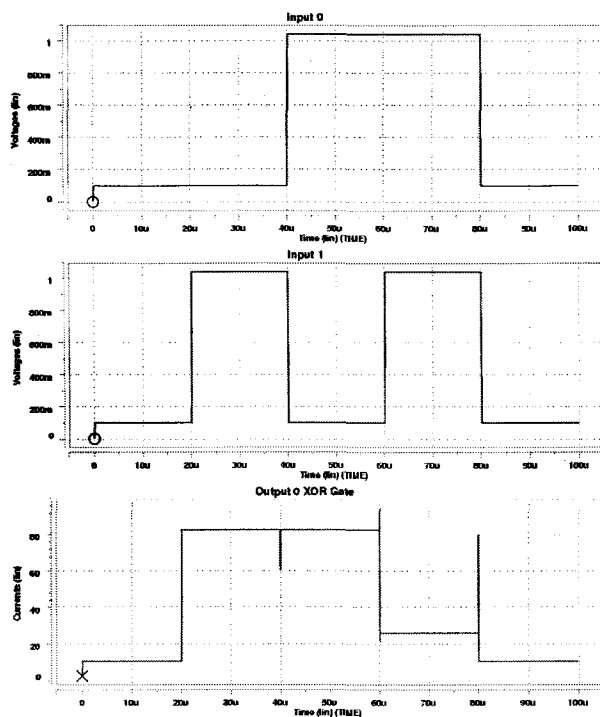 Input 0
1
800m
600m
400m
200m
0
Voltages (lin)
0 10u 20u 30u 40u 50u 60u 70u 80u 90u 100u
Time (lin) (TIME)
Input 1
1
800m
600m
400m
200m
0
Voltages (lin)
0 10u 20u 30u 40u 50u 60u 70u 80u 90u 100u
Time (lin) (TIME)
Output 0 XOR Gate
80
60
40
20
0
Currents (lin)
0 10u 20u 30u 40u 50u 60u 70u 80u 90u 100u
Time (lin) (TIME)